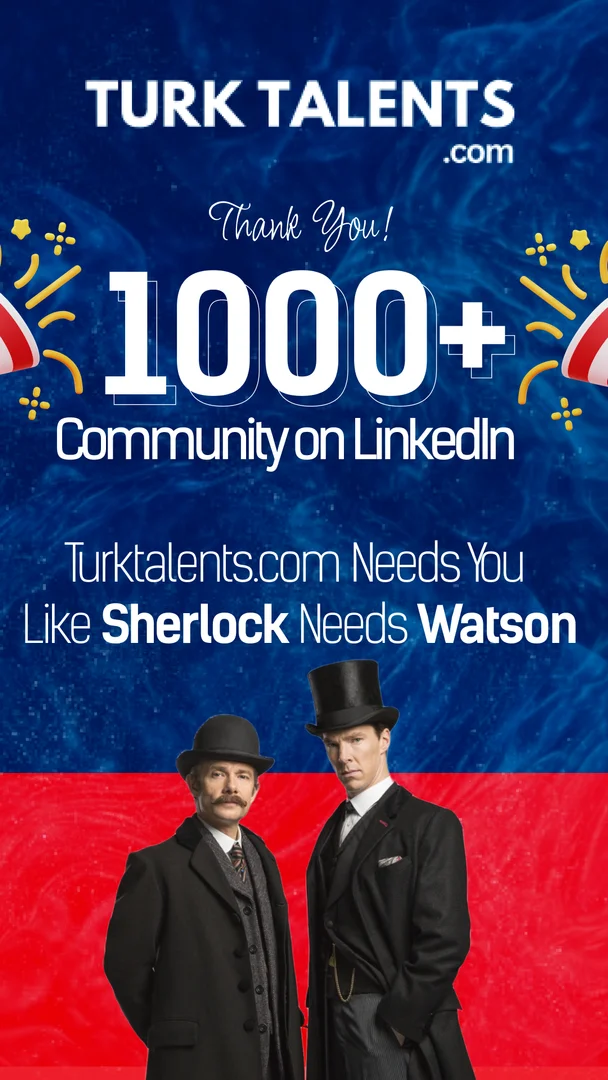 TURK TALENTS
.com
Thank You!
1000+
Community on LinkedIn
Turktalents.com Needs You
Like Sherlock Needs Watson